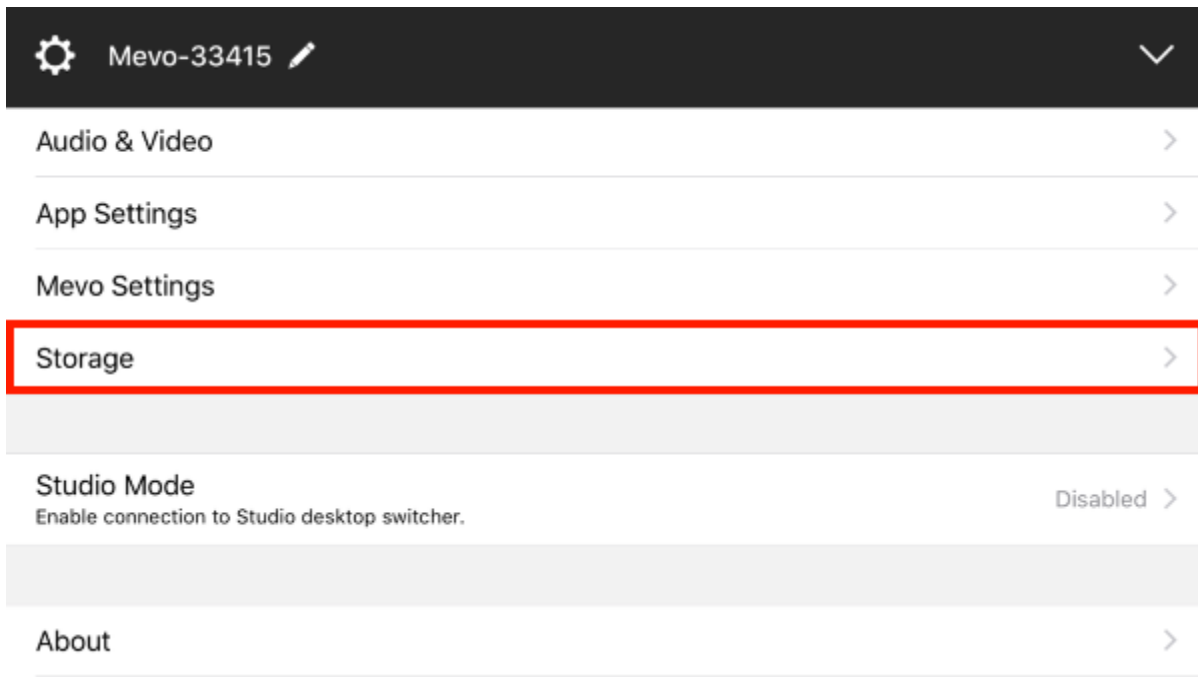 Mevo-33415
Audio & Video
App Settings
Mevo Settings
Storage
Studio Mode
Disabled
Enable connection to Studio desktop switcher.
About